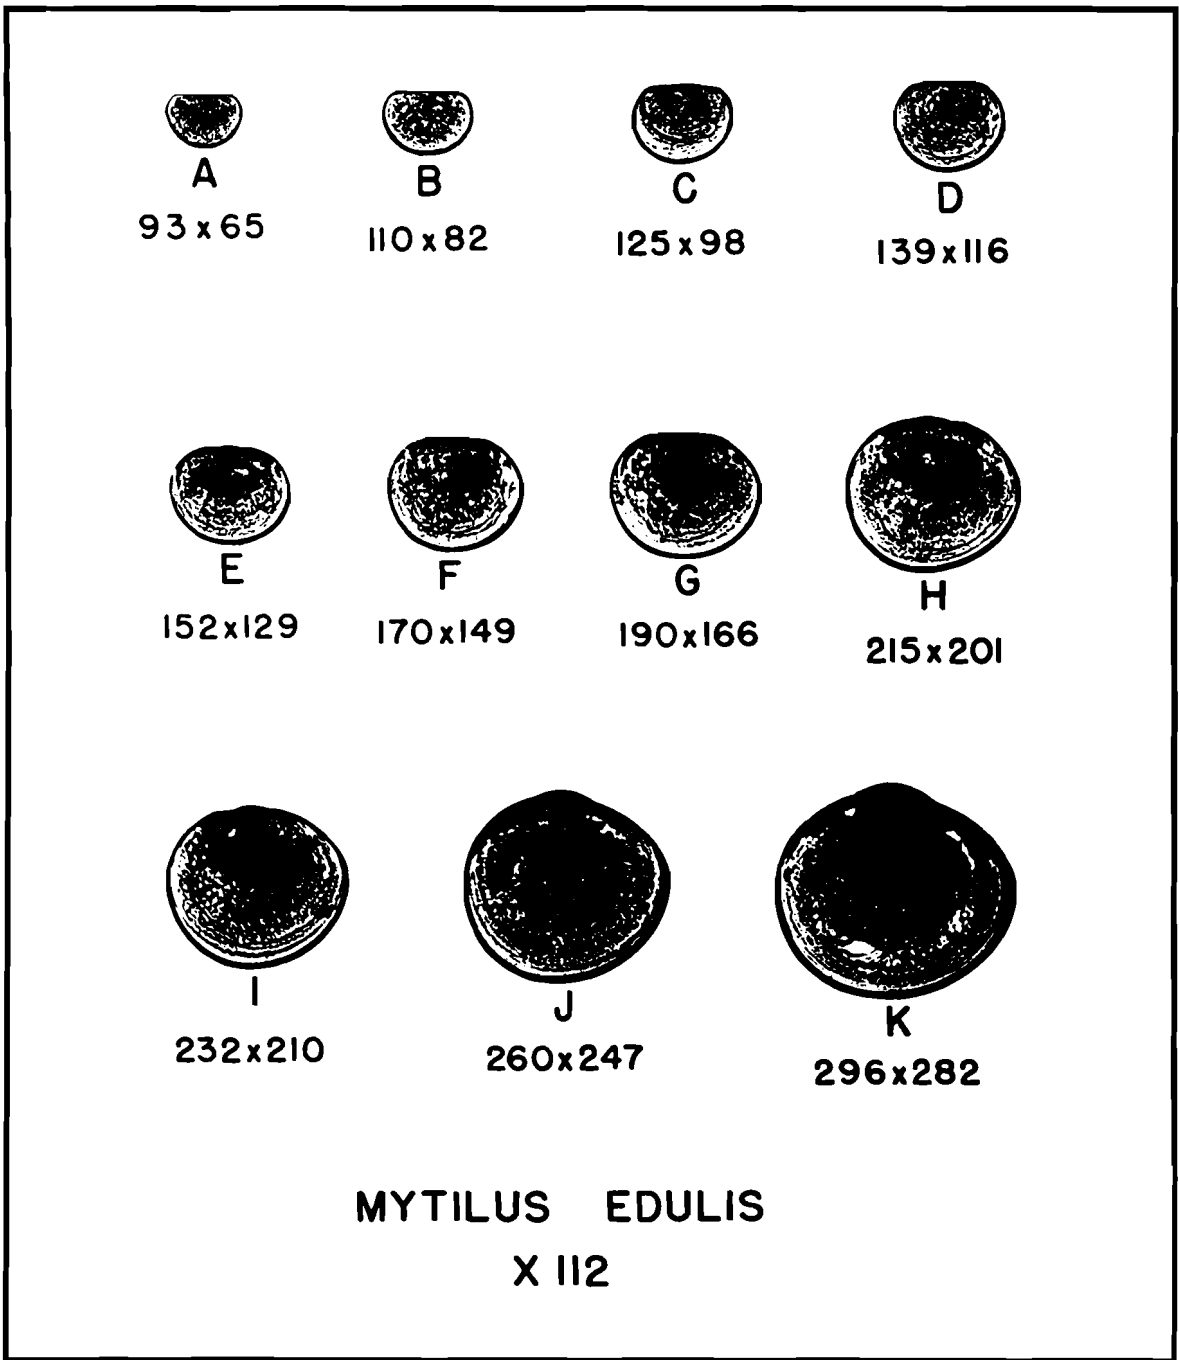 A B C D
93 x 65 110 x 82 125 x 98 139 x 116
E F G H
152 x 129 170 x 149 190 x 166 215 x 201
I J K
232 x 210 260 x 247 296 x 282
MYTILUS EDULIS
X 112